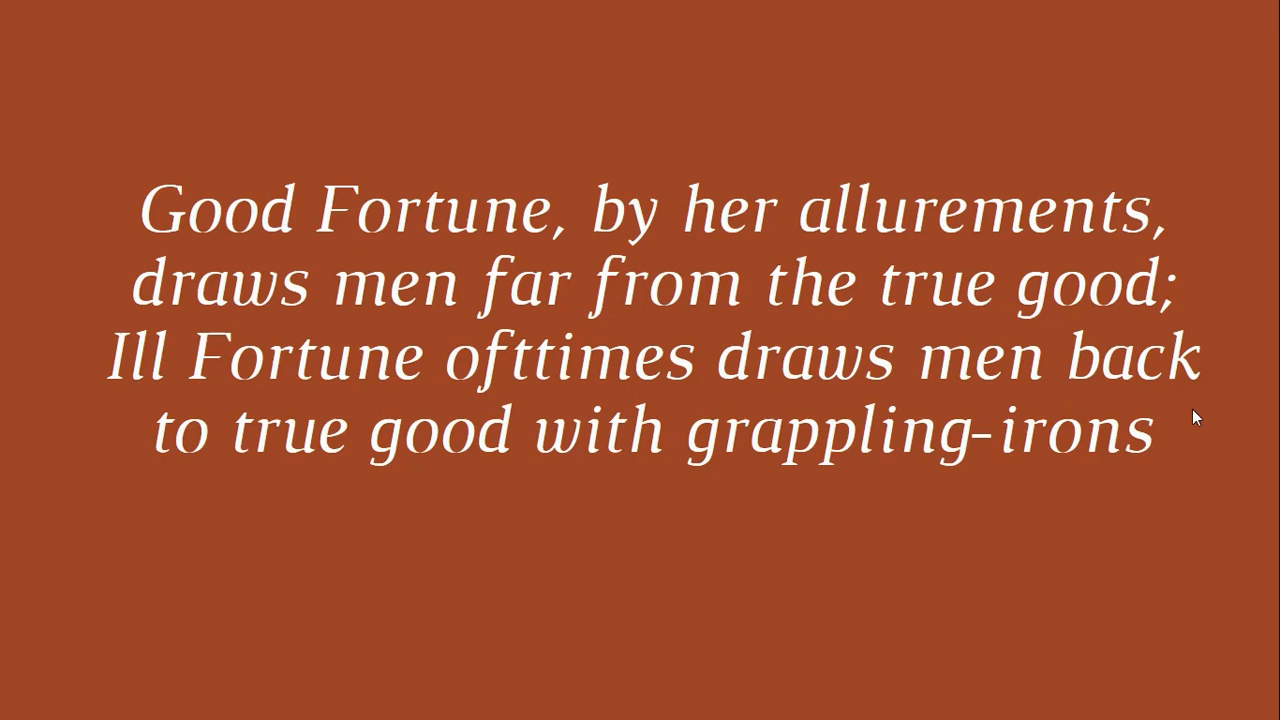 Good Fortune, by her allurements,
draws men far from the true good;
Ill Fortune ofttimes draws men back
to true good with grappling-irons